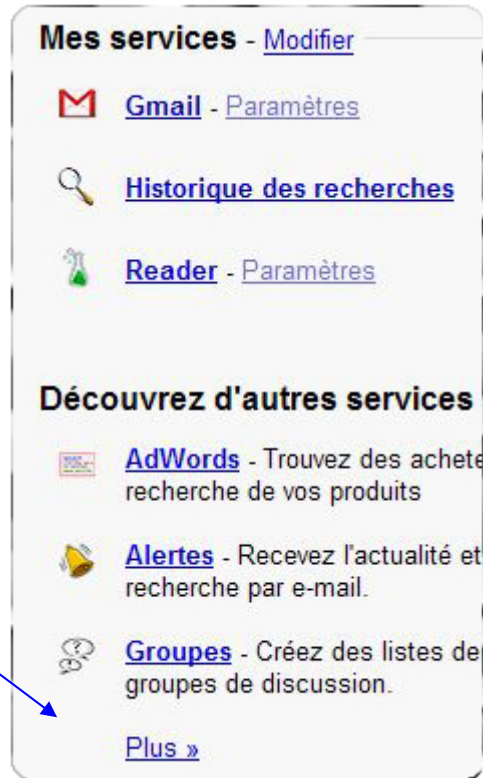 Mes services - Modifier
Gmail - Paramètres
Historique des recherches
Reader - Paramètres
Découvrez d'autres services
AdWords - Trouvez des achete
recherche de vos produits
Alertes - Recevez l'actualité et
recherche par e-mail.
Groupes - Créez des listes de
groupes de discussion.
Plus »